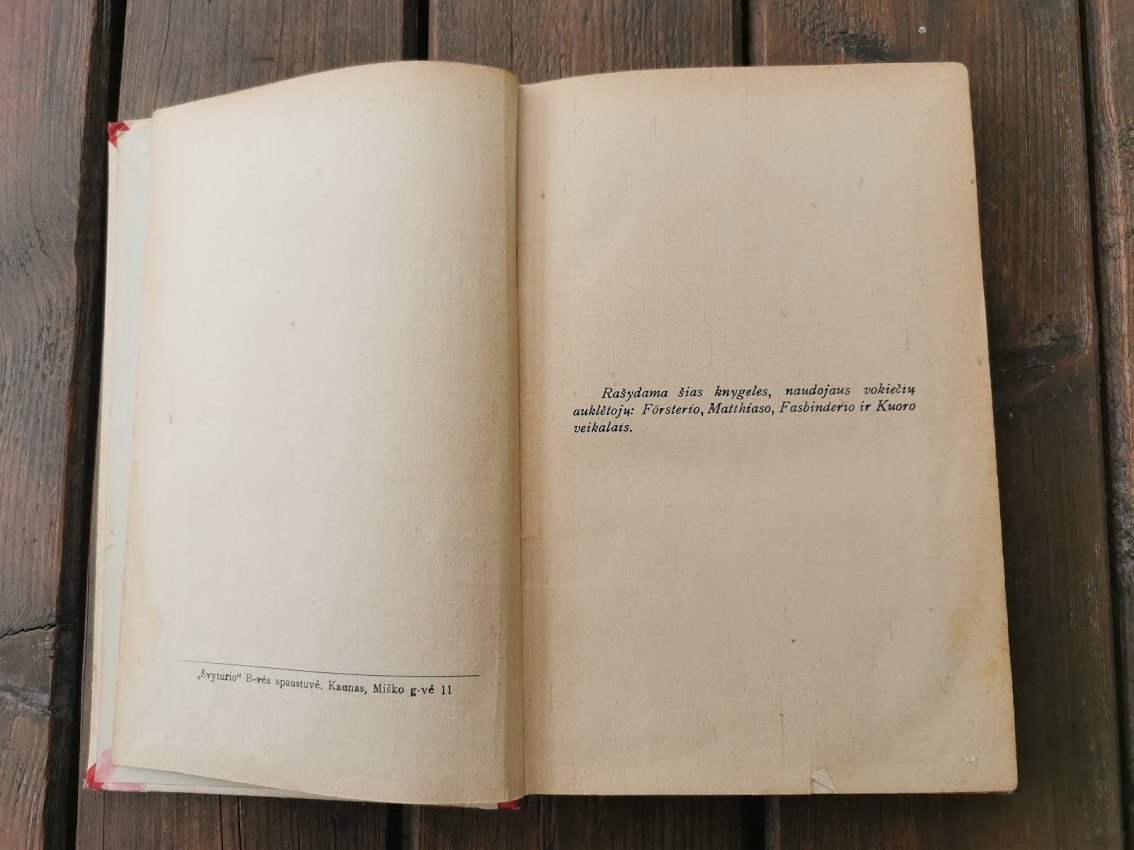 „Švyturio“ B-vės spaustuvė. Kaunas, Miško g-vė 11
Rašydama šias knygeles, naudojaus vokiečių
auklėtojų: Försterio, Matthiaso, Fasbinderio ir Kuoro
veikalais.